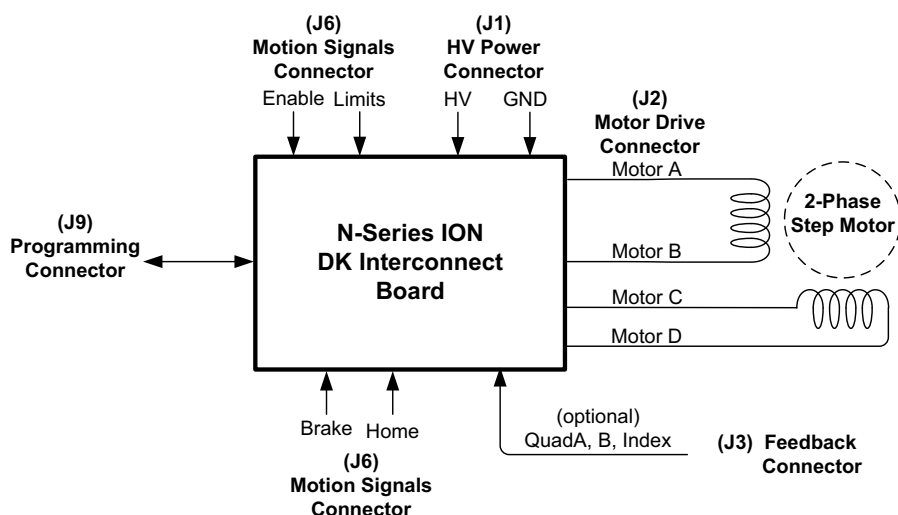 (J6)
Motion Signals
Connector
Enable Limits
(J1)
HV Power
Connector
HV GND
(J2)
Motor Drive
Connector
Motor A
2-Phase
Step Motor
(J9)
Programming
Connector
N-Series ION
DK Interconnect
Board
Motor B
Motor C
Motor D
Brake Home
(J6)
Motion Signals
Connector
(optional)
QuadA, B, Index
(J3) Feedback
Connector